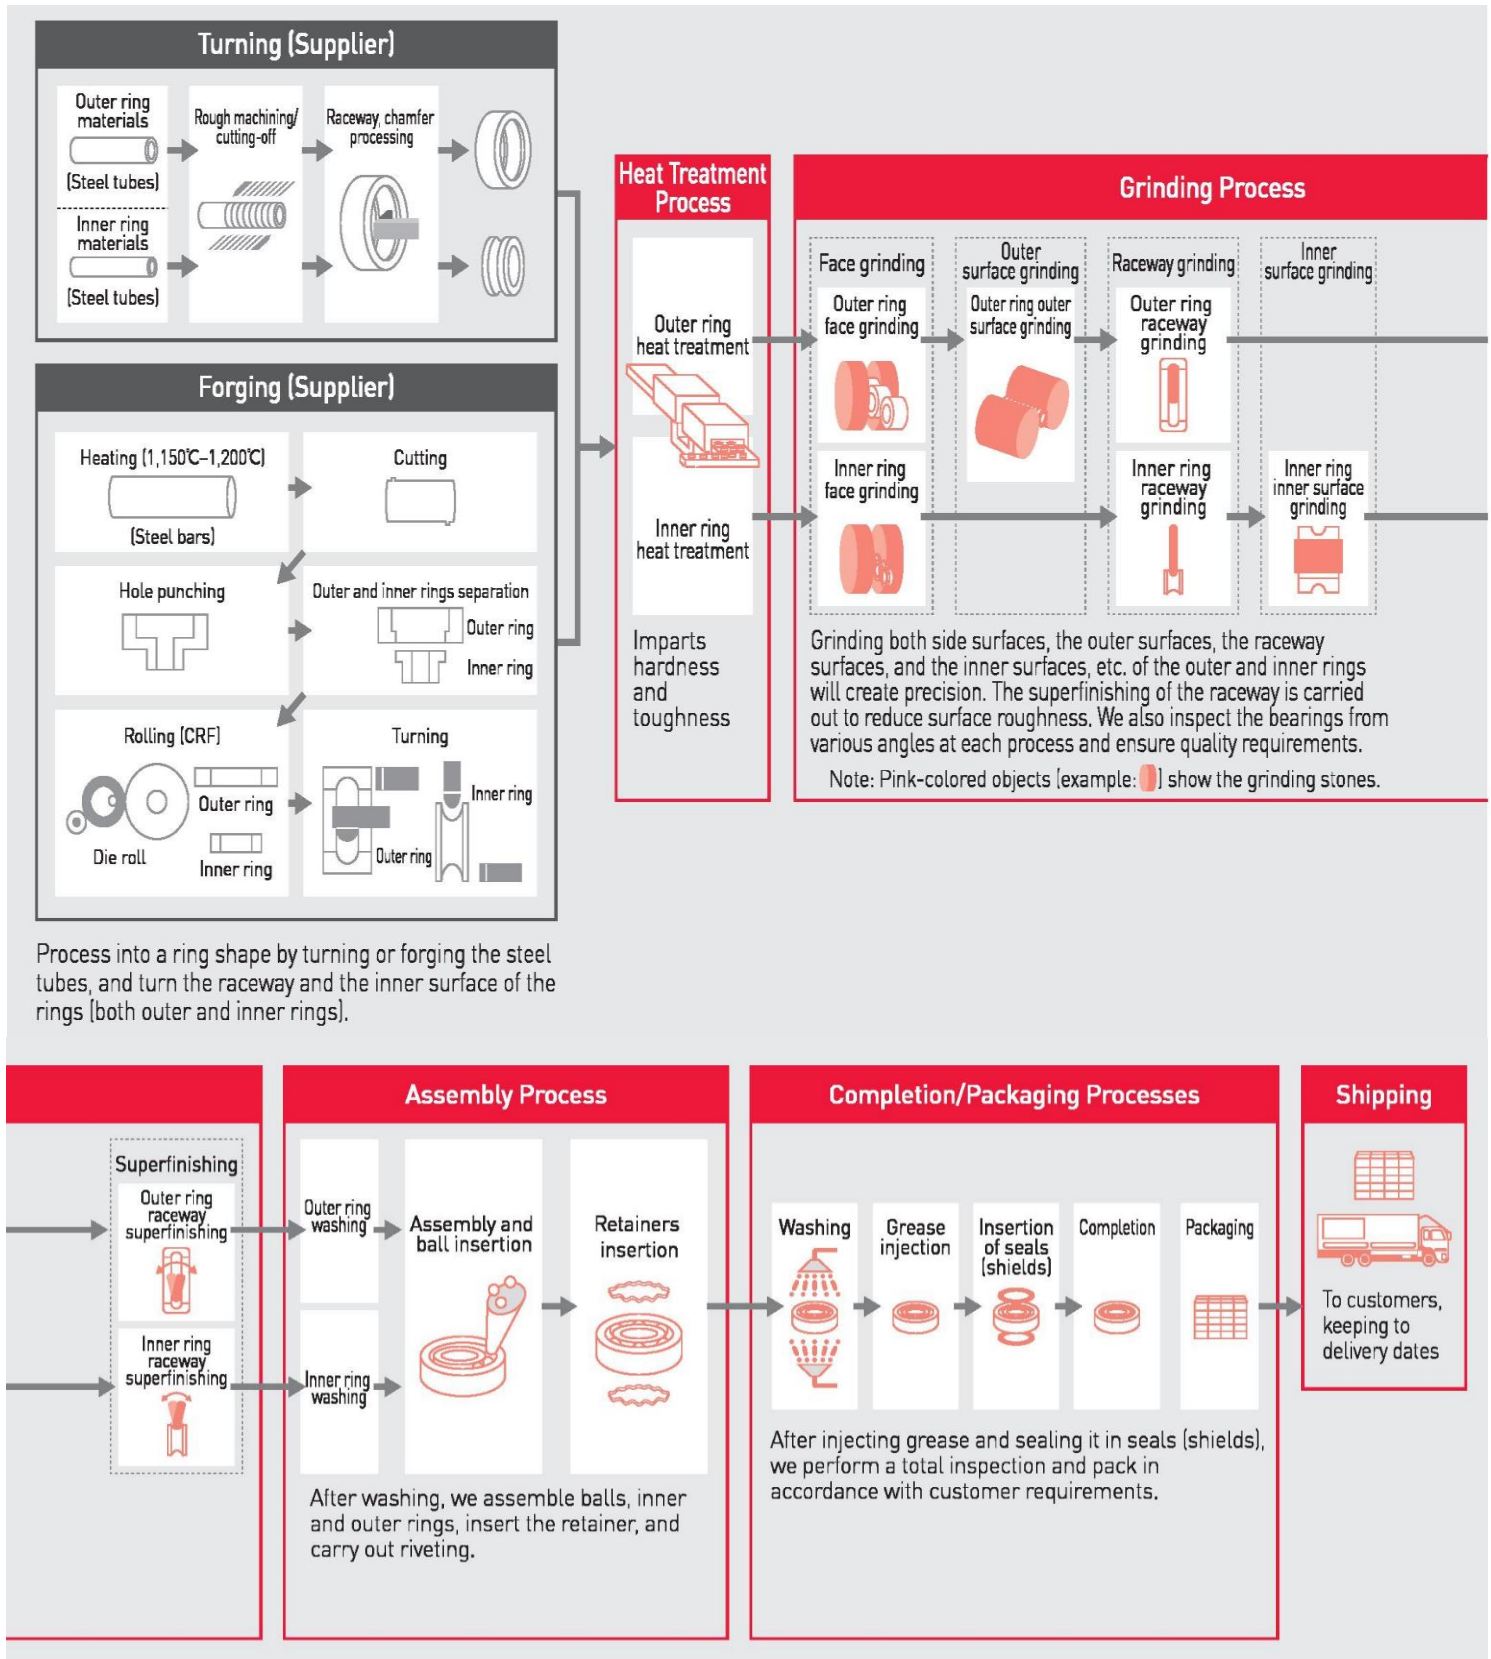 Turning (Supplier)
Outer ring
materials
(Steel tubes)
Inner ring
materials
(Steel tubes)
Rough machining/
cutting-off
Raceway, chamfer
processing
Forging (Supplier)
Heating (1,150℃–1,200℃)
(Steel bars)
Cutting
Hole punching
Outer and inner rings separation
Outer ring
Inner ring
Rolling (CRF)
Outer ring
Die roll
Inner ring
Turning
Inner ring
Outer ring
Process into a ring shape by turning or forging the steel
tubes, and turn the raceway and the inner surface of the
rings (both outer and inner rings).
Heat Treatment
Process
Outer ring
heat treatment
Inner ring
heat treatment
Imparts
hardness
and
toughness
Grinding Process
Face grinding
Outer ring
face grinding
Inner ring
face grinding
Outer
surface grinding
Outer ring outer
surface grinding
Raceway grinding
Outer ring
raceway
grinding
Inner ring
raceway
grinding
Inner
surface grinding
Inner ring
inner surface
grinding
Grinding both side surfaces, the outer surfaces, the raceway
surfaces, and the inner surfaces, etc. of the outer and inner rings
will create precision. The superfinishing of the raceway is carried
out to reduce surface roughness. We also inspect the bearings from
various angles at each process and ensure quality requirements.
Note: Pink-colored objects (example: ) show the grinding stones.
Superfinishing
Outer ring
raceway
superfinishing
Inner ring
raceway
superfinishing
Assembly Process
Outer ring
washing
Inner ring
washing
Assembly and
ball insertion
Retainers
insertion
After washing, we assemble balls, inner
and outer rings, insert the retainer, and
carry out riveting.
Completion/Packaging Processes
Washing
Grease
injection
Insertion
of seals
(shields)
Completion
Packaging
After injecting grease and sealing it in seals (shields),
we perform a total inspection and pack in
accordance with customer requirements.
Shipping
To customers,
keeping to
delivery dates